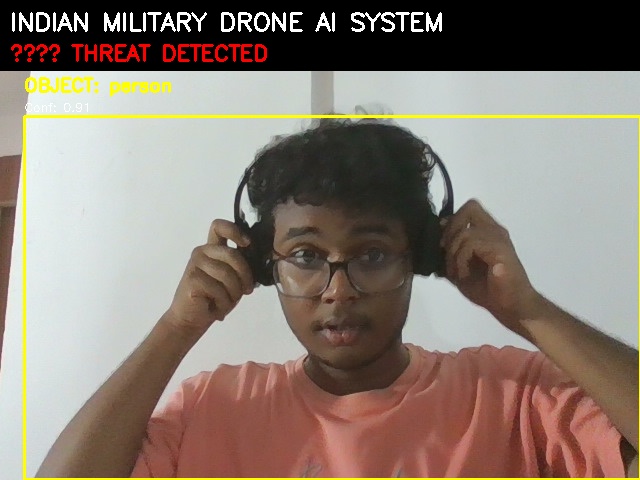 INDIAN MILITARY DRONE AI SYSTEM
???? THREAT DETECTED
OBJECT: person
Conf: 0.91